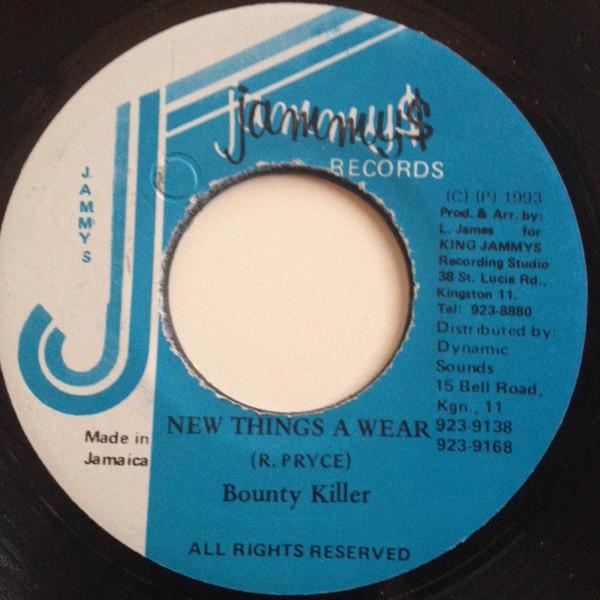 jammy$
RECORDS
JAMMYS
(C) (P) 1993
Prod. & Arr. by:
L. James for
KING JAMMYS
Recording Studio
38 St. Lucia Rd.,
Kingston 11.
Tel: 923-8880
Distributed by:
Dynamic
Sounds
15 Bell Road,
Kgn., 11
923-9138
923-9168
Made in
Jamaica
NEW THINGS A WEAR
(R. PRYCE)
Bounty Killer
ALL RIGHTS RESERVED